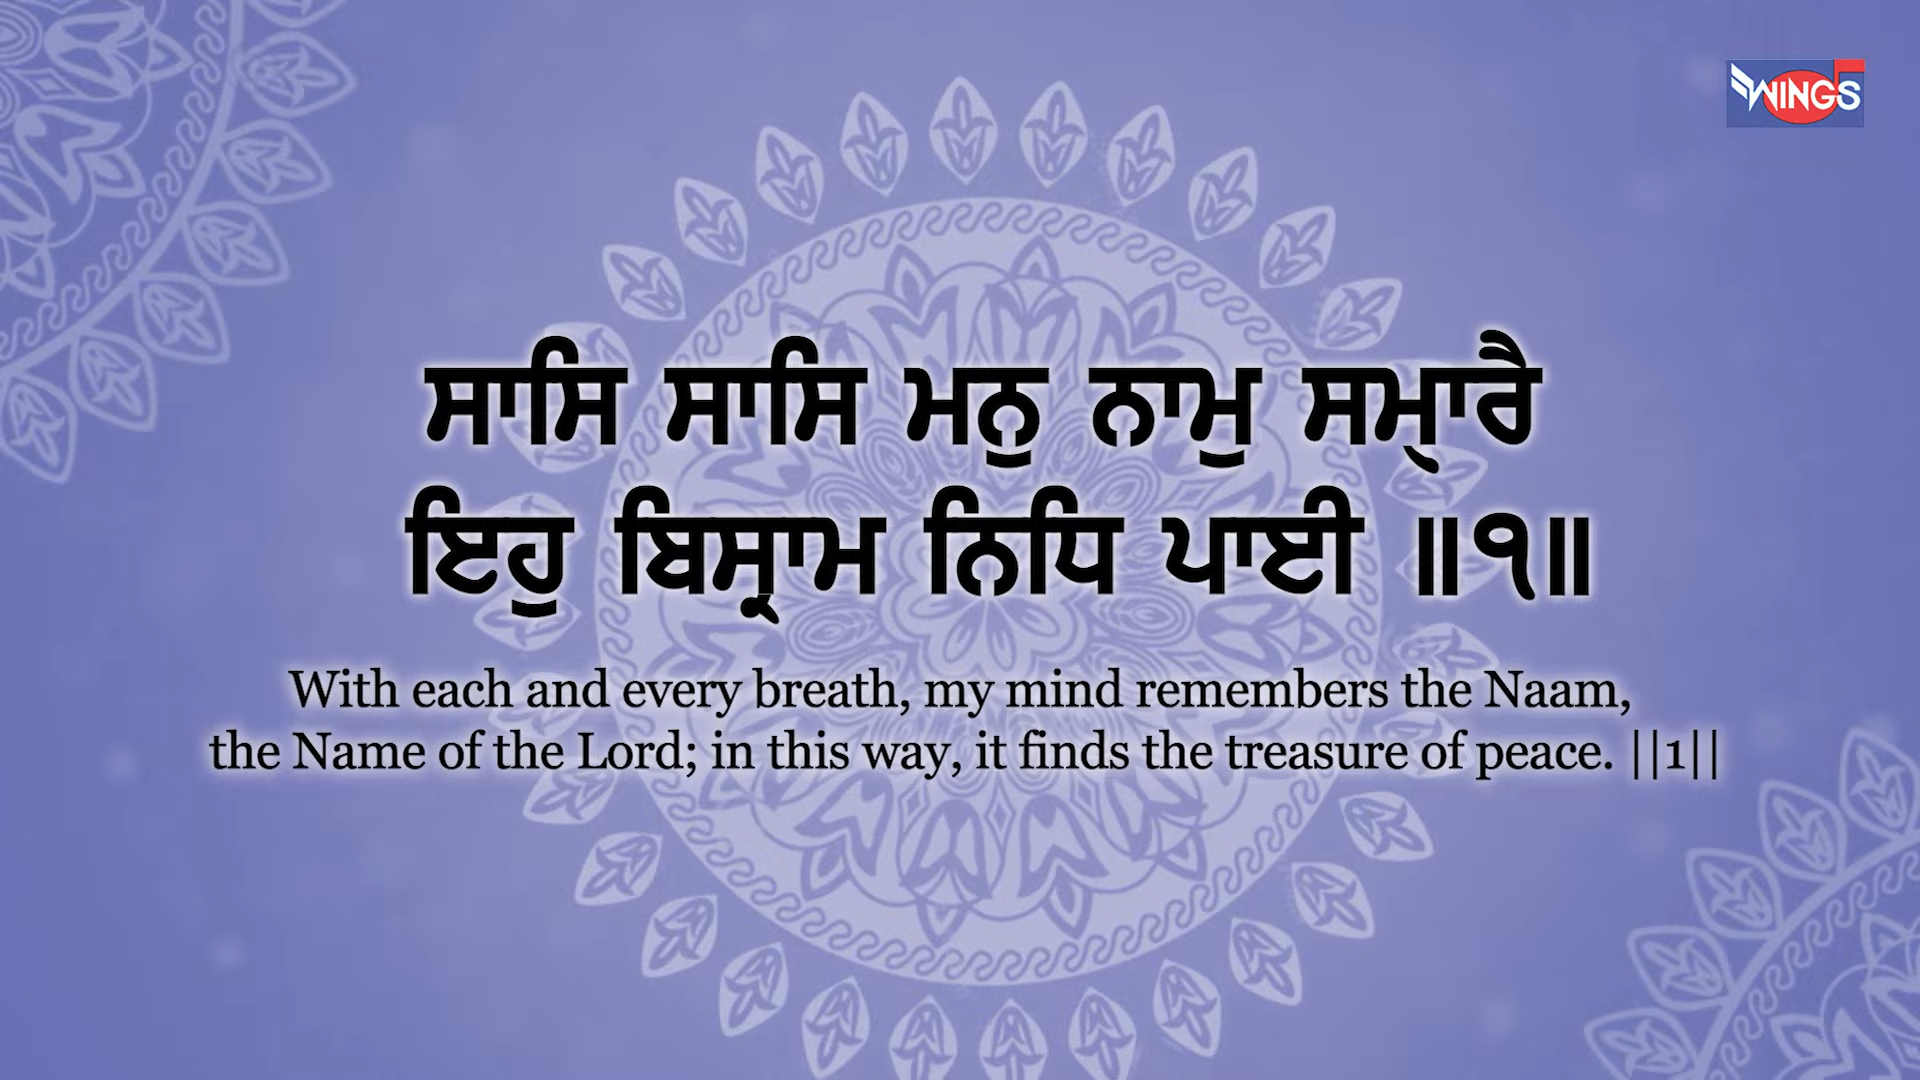 WINGS
ਸਾਸਿ ਸਾਸਿ ਮਨੁ ਨਾਮੁ ਸਮ੍ਹਾਰੈ
ਇਹੁ ਬਿਸ੍ਰਾਮ ਨਿਧਿ ਪਾਈ ॥੧॥
With each and every breath, my mind remembers the Naam,
the Name of the Lord; in this way, it finds the treasure of peace. ||1||